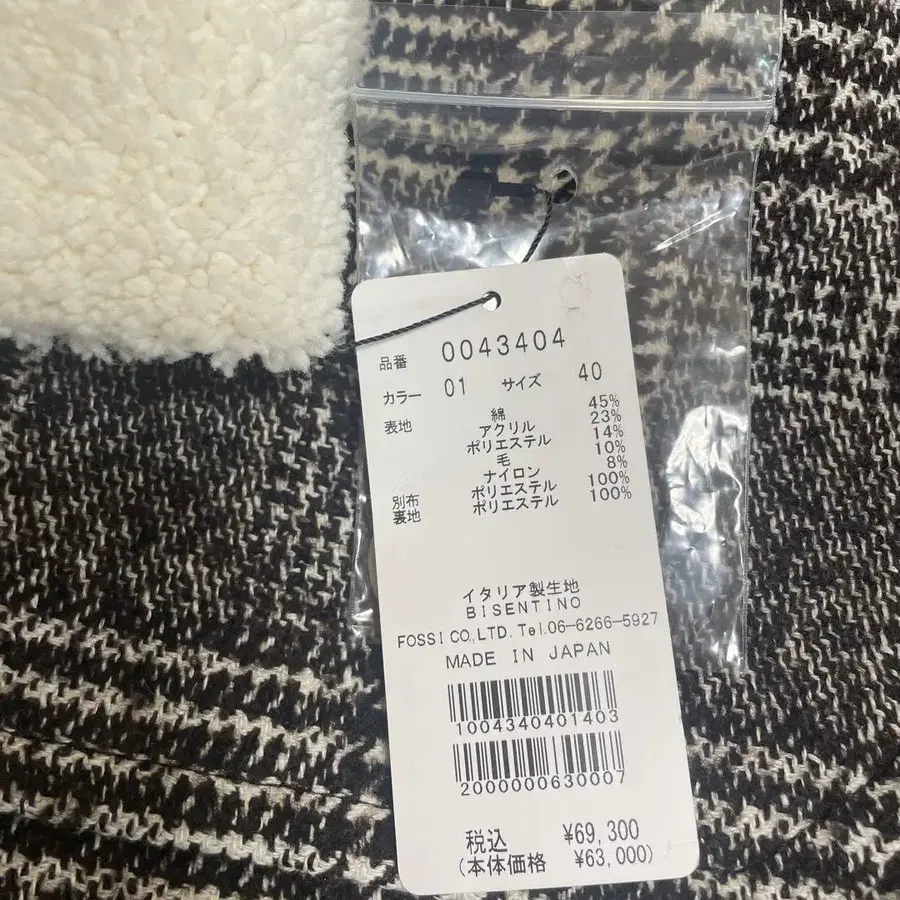 品番 0043404
カラー 01 サイズ 40
表地 綿 45%
アクリル 23%
ポリエステル 14%
毛 10%
ナイロン 8%
別布 ポリエステル 100%
裏地 ポリエステル 100%
イタリア製生地
BISENTINO
FOSSI CO.,LTD. Tel.06-6266-5927
MADE IN JAPAN
1004340401403
2000000630007
税込 ¥69,300
(本体価格 ¥63,000)